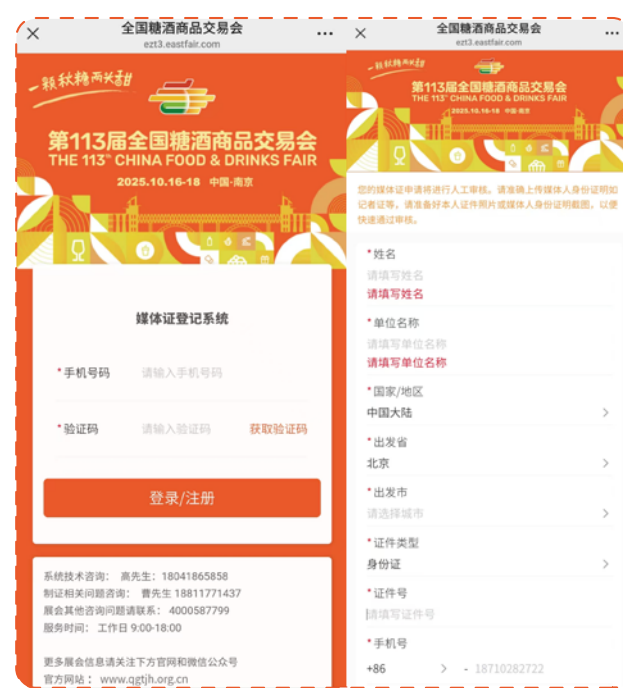 全国糖酒商品交易会
ezt3.eastfair.com
一颗秋糖两米甜
第113届全国糖酒商品交易会
THE 113" CHINA FOOD & DRINKS FAIR
2025.10.16-18 中国·南京
媒体证登记系统
*手机号码 请输入手机号码
*验证码 请输入验证码 获取验证码
登录/注册
系统技术咨询： 高先生：18041865858
制证相关问题咨询： 曹先生 18811771437
展会其他咨询问题请联系： 4000587799
服务时间： 工作日 9:00-18:00
更多展会信息请关注下方官网和微信公众号
官方网站： www.qgtjh.org.cn
全国糖酒商品交易会
ezt3.eastfair.com
第113届全国糖酒商品交易会
THE 113" CHINA FOOD & DRINKS FAIR
2025.10.16-18 中国·南京
您的媒体证申请将进行人工审核。请准确上传媒体人身份证明如
记者证等，请准备好本人证件照片或媒体人身份证明截图，以便
快速通过审核。
*姓名
请填写姓名
请填写姓名
*单位名称
请填写单位名称
请填写单位名称
*国家/地区
中国大陆
*出发省
北京
*出发市
请选择城市
*证件类型
身份证
*证件号
请填写证件号
*手机号
+86 - 18710282722